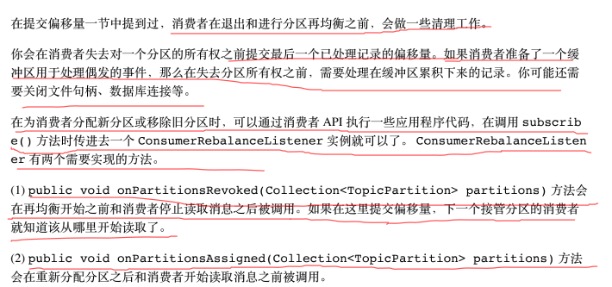 在提交偏移量一节中提到过，消费者在退出和进行分区再均衡之前，会做一些清理工作。
你会在消费者失去对一个分区的所有权之前提交最后一个已处理记录的偏移量。如果消费者准备了一个缓
冲区用于处理偶发的事件，那么在失去分区所有权之前，需要处理在缓冲区累积下来的记录。你可能还需
要关闭文件句柄、数据库连接等。
在为消费者分配新分区或移除旧分区时，可以通过消费者 API 执行一些应用程序代码，在调用 subscrib
e() 方法时传进去一个 ConsumerRebalanceListener 实例就可以了。 ConsumerRebalanceListen
er 有两个需要实现的方法。
(1) public void onPartitionsRevoked(Collection<TopicPartition> partitions) 方法会
在再均衡开始之前和消费者停止读取消息之后被调用。如果在这里提交偏移量，下一个接管分区的消费者
就知道该从哪里开始读取了。
(2) public void onPartitionsAssigned(Collection<TopicPartition> partitions) 方法
会在重新分配分区之后和消费者开始读取消息之前被调用。